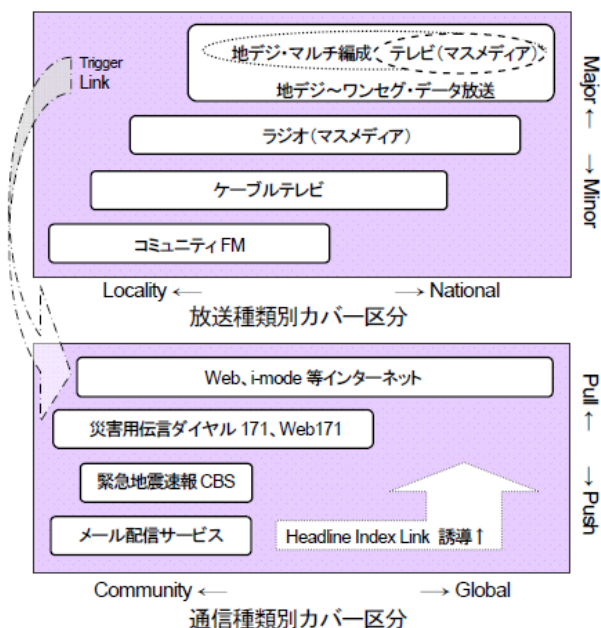 地デジ・マルチ編成 テレビ(マスメディア)
Trigger
Link
地デジ～ワンセグ・データ放送
ラジオ(マスメディア)
ケーブルテレビ
コミュニティ FM
Major ← → Minor
Locality ← → National
放送種類別カバー区分
Web、i-mode 等インターネット
災害用伝言ダイヤル 171、Web171
緊急地震速報 CBS
メール配信サービス
Headline Index Link 誘導↑
Pull ← → Push
Community ← → Global
通信種類別カバー区分